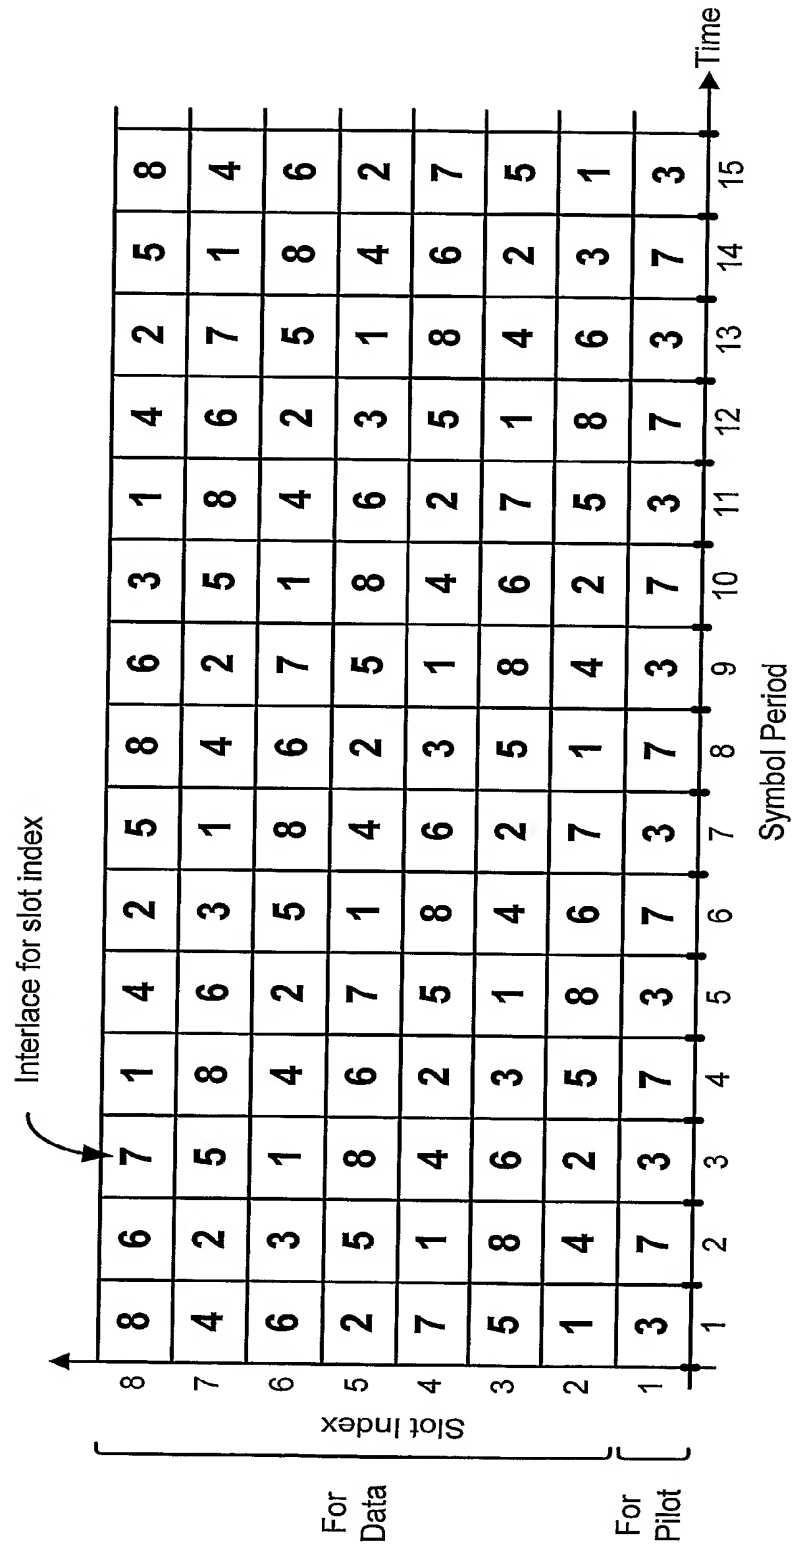 Interlace for slot index
8 8 6 7 1 4 2 5 8 6 3 1 4 2 5 8
7 4 2 5 8 6 3 1 4 2 5 8 6 7 1 4
6 6 3 1 4 2 5 8 6 7 1 4 2 5 8 6
5 2 5 8 6 7 1 4 2 5 8 6 3 1 4 2
4 7 1 4 2 5 8 6 3 1 4 2 5 8 6 7
3 5 8 6 3 1 4 2 5 8 6 7 1 4 2 5
2 1 4 2 5 8 6 7 1 4 2 5 8 6 3 1
1 3 7 3 7 3 7 3 7 3 7 3 7 3 7 3
Slot Index
For
Data
For
Pilot
1 2 3 4 5 6 7 8 9 10 11 12 13 14 15
Time
Symbol Period